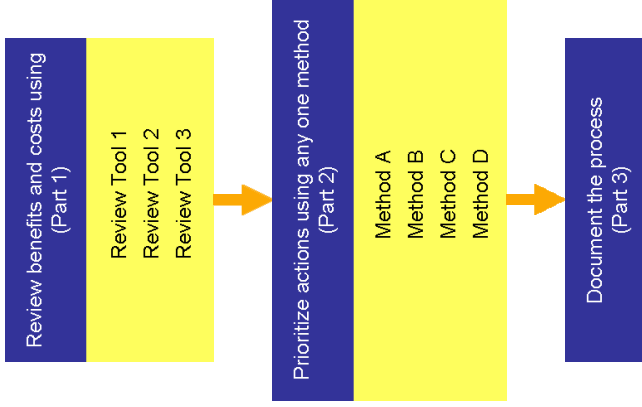 Review benefits and costs using
(Part 1)
Review Tool 1
Review Tool 2
Review Tool 3
Prioritize actions using any one method
(Part 2)
Method A
Method B
Method C
Method D
Document the process
(Part 3)